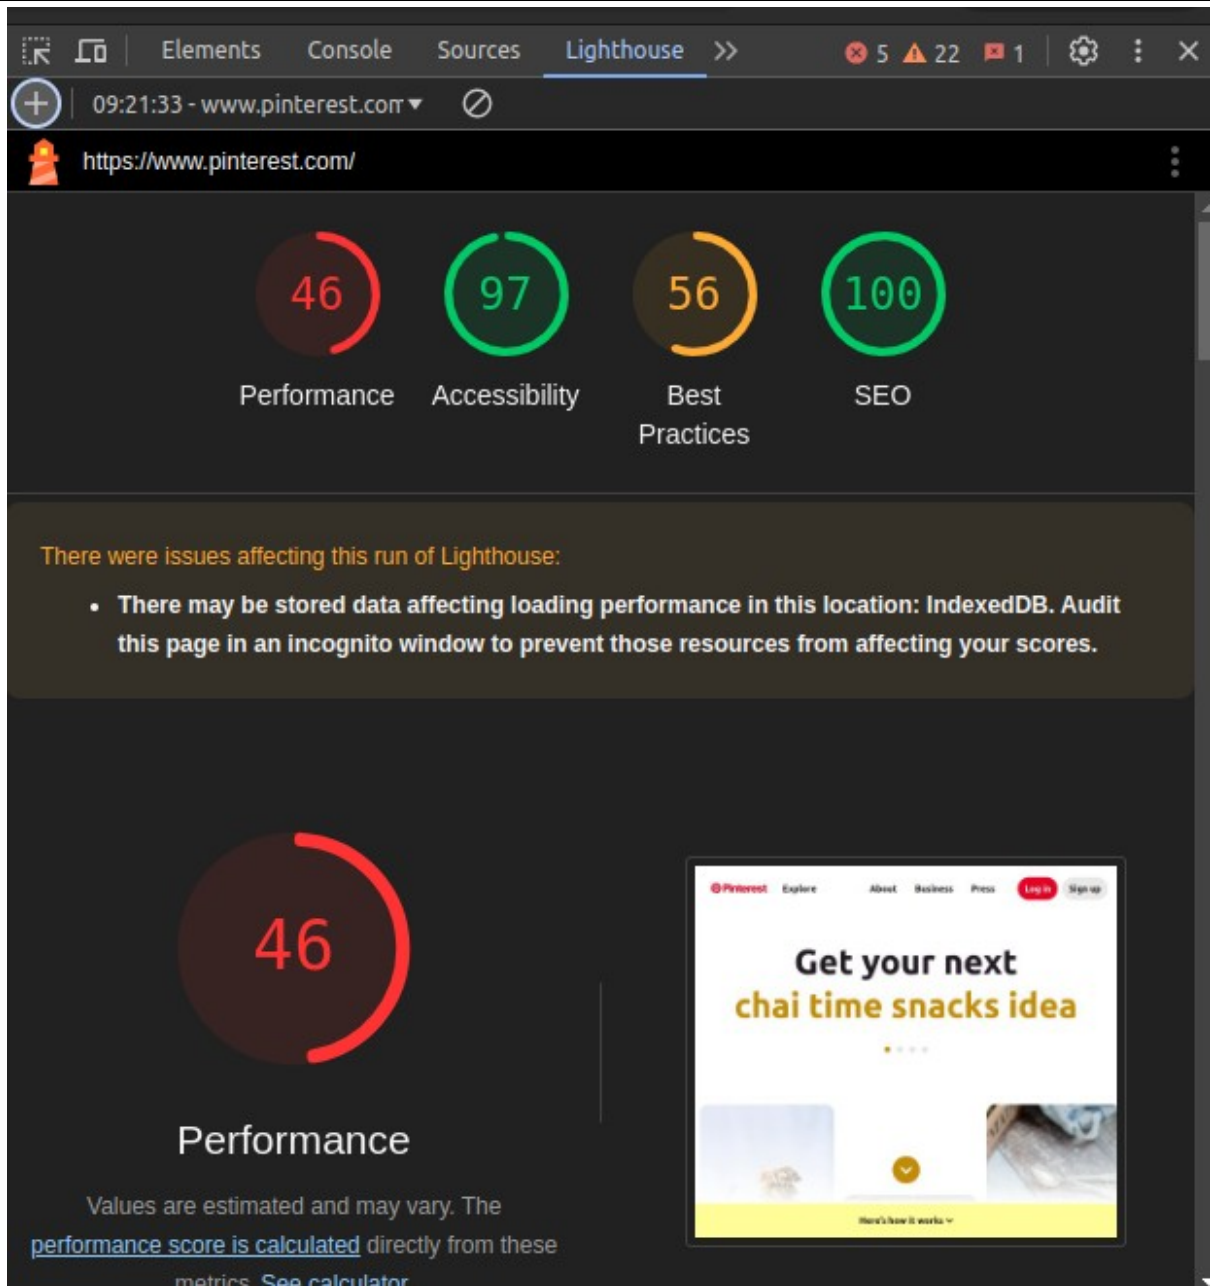 Elements Console Sources Lighthouse 5 22 1
09:21:33 - www.pinterest.com
https://www.pinterest.com/
46 97 56 100
Performance Accessibility Best SEO
Practices
There were issues affecting this run of Lighthouse:
• There may be stored data affecting loading performance in this location: IndexedDB. Audit
this page in an incognito window to prevent those resources from affecting your scores.
46
Performance
Values are estimated and may vary. The
performance score is calculated directly from these
metrics. See calculator
Pinterest Explore About Business Press Log in Sign up
Get your next
chai time snacks idea
Here's how it works